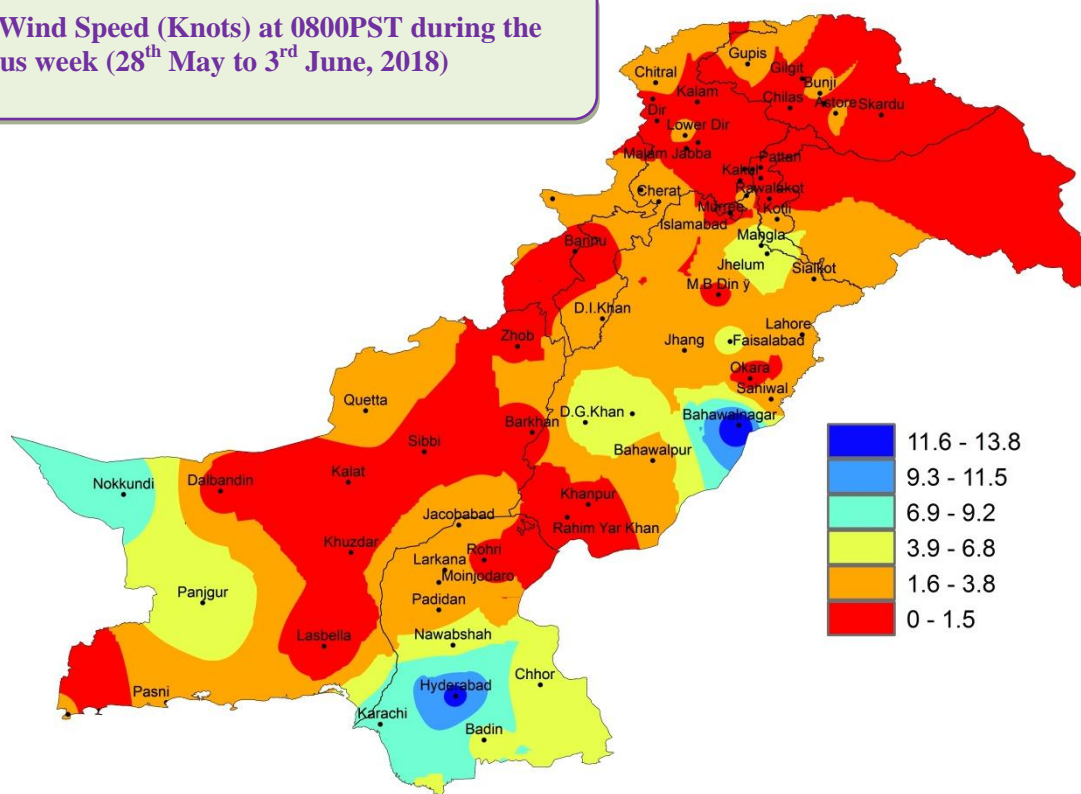 Wind Speed (Knots) at 0800PST during the
us week (28th May to 3rd June, 2018)
Gupis
Chitral
Gilgit
Bunji
Kalam
Chilas
Astore
Skardu
Dir
Lower Dir
Malam Jabba
Pattan
Kakul
Cherat
Rawalakot
Murree
Kotli
Islamabad
Mangla
Bannu
Jhelum
Sialkot
M.B Din y
D.I.Khan
Lahore
Zhob
Jhang
Faisalabad
Okara
Sahiwal
Quetta
D.G.Khan
Bahawalnagar
Barkhan
Sibbi
Bahawalpur
Nokkundi
Dalbandin
Kalat
Khanpur
Jacobabad
Rahim Yar Khan
Khuzdar
Rohri
Larkana
Moinjodaro
Panjgur
Padidan
Lasbella
Nawabshah
Chhor
Pasni
Hyderabad
Karachi
Badin
11.6 - 13.8
9.3 - 11.5
6.9 - 9.2
3.9 - 6.8
1.6 - 3.8
0 - 1.5